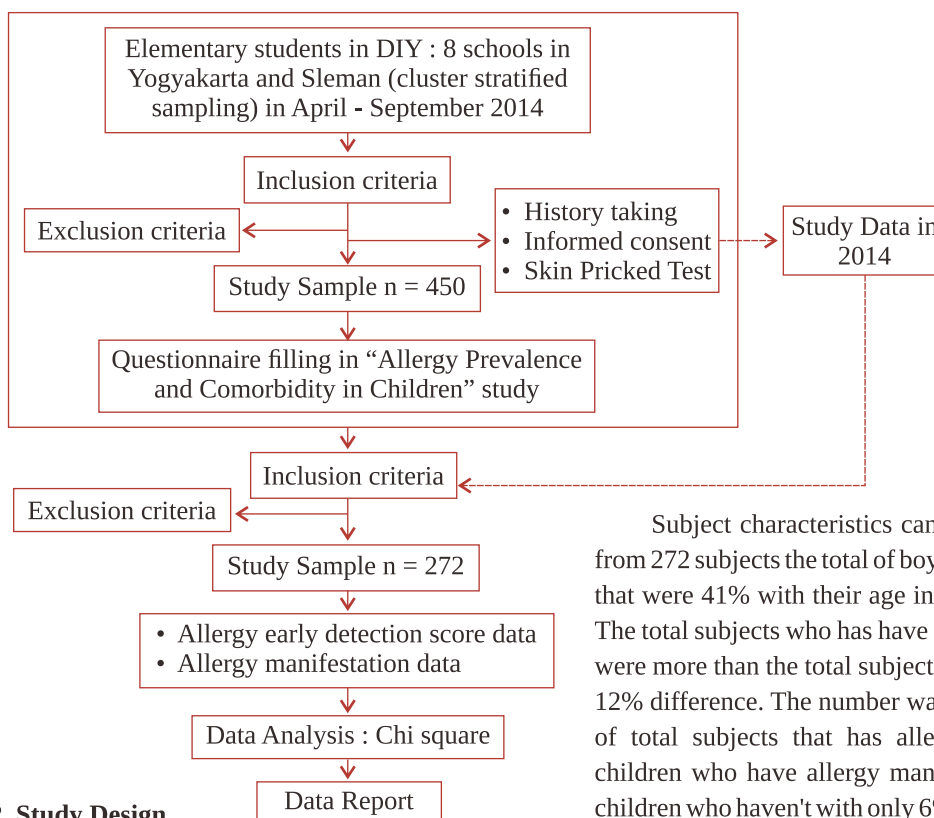 Elementary students in DIY : 8 schools in
Yogyakarta and Sleman (cluster stratified
sampling) in April - September 2014
Inclusion criteria
Exclusion criteria
• History taking
• Informed consent
• Skin Pricked Test
Study Data in
2014
Study Sample n = 450
Questionnaire filling in “Allergy Prevalence
and Comorbidity in Children” study
Inclusion criteria
Exclusion criteria
Study Sample n = 272
• Allergy early detection score data
• Allergy manifestation data
Data Analysis : Chi square
Data Report
Study Design
Subject characteristics can
from 272 subjects the total of boy
that were 41% with their age in
The total subjects who has have
were more than the total subject
12% difference. The number wa
of total subjects that has alle
children who have allergy man
children who haven't with only 6